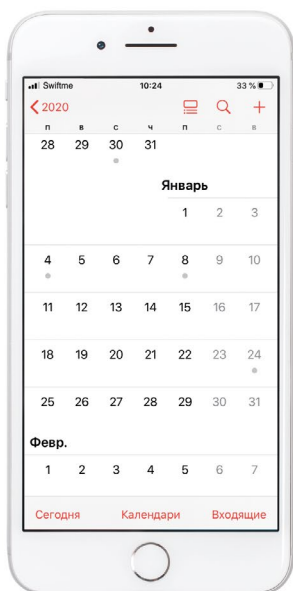 Swiftme 10:24 33 %
2020
П В С Ч П С В
28 29 30 31
Январь
1 2 3
4 5 6 7 8 9 10
11 12 13 14 15 16 17
18 19 20 21 22 23 24
25 26 27 28 29 30 31
Февр.
1 2 3 4 5 6 7
Сегодня Календари Входящие